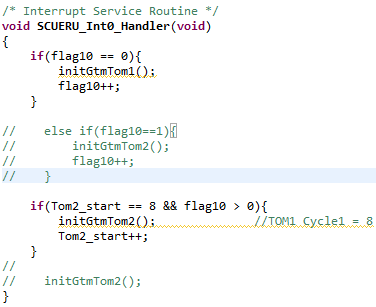 /* Interrupt Service Routine */
void SCUERU_Int0_Handler(void)
{
    if(flag10 == 0){
        initGtmTom1();
        flag10++;
    }
//    else if(flag10==1){
//        initGtmTom2();
//        flag10++;
//    }
    if(Tom2_start == 8 && flag10 > 0){
        initGtmTom2();              //TOM1 Cycle1 = 8
        Tom2_start++;
    }
//
//    initGtmTom2();
}